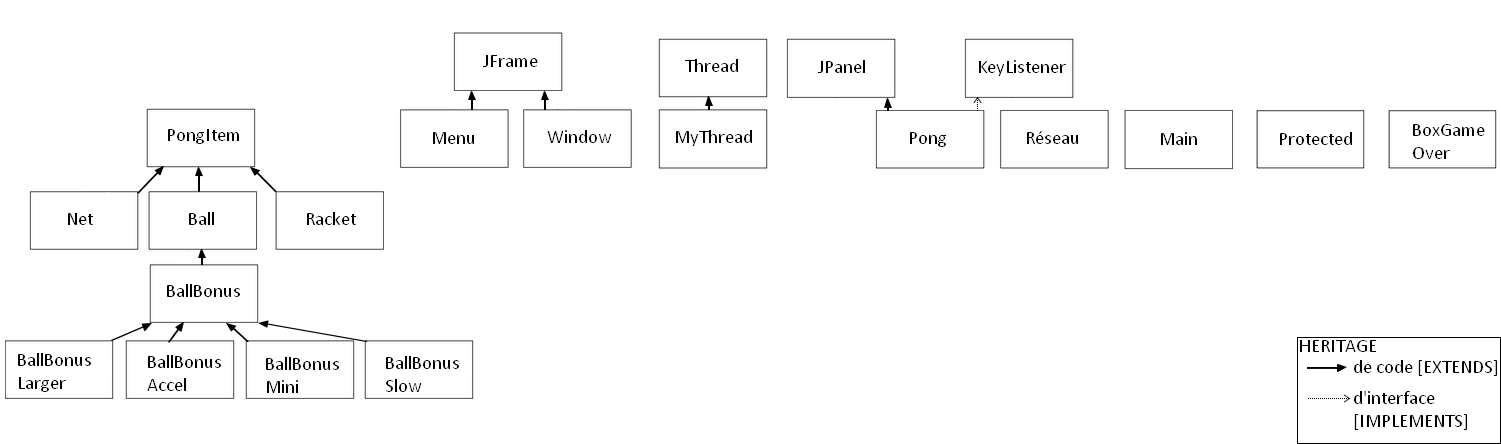 JFrame
Thread
JPanel
KeyListener
PongItem
Menu
Window
MyThread
Pong
Réseau
Main
Protected
BoxGame
Over
Net
Ball
Racket
BallBonus
BallBonus
Larger
BallBonus
Accel
BallBonus
Mini
BallBonus
Slow
HERITAGE
de code [EXTENDS]
d'interface
[IMPLEMENTS]